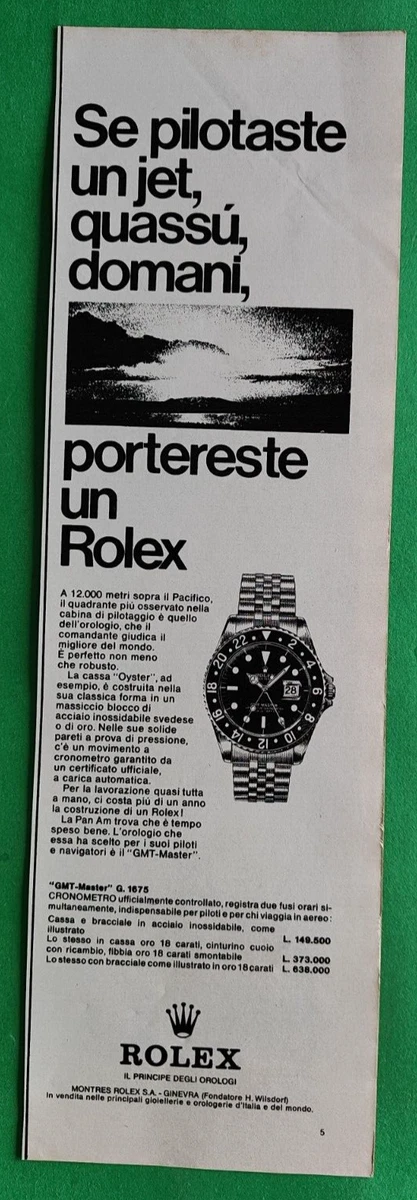 Se pilotaste
un jet,
quassú,
domani,
portereste
un
Rolex
A 12.000 metri sopra il Pacifico,
il quadrante piú osservato nella
cabina di pilotaggio è quello
dell'orologio, che il
comandante giudica il
migliore del mondo.
È perfetto non meno
che robusto.
La cassa "Oyster", ad
esempio, è costruita nella
sua classica forma in un
massiccio blocco di
acciaio inossidabile svedese
o di oro. Nelle sue solide
pareti a prova di pressione,
c'è un movimento a
cronometro garantito da
un certificato ufficiale,
a carica automatica.
Per la lavorazione quasi tutta
a mano, ci costa piú di un anno
la costruzione di un Rolex!
La Pan Am trova che è tempo
speso bene. L'orologio che
essa ha scelto per i suoi piloti
e navigatori è il "GMT-Master".
"GMT-Master" G. 1675
CRONOMETRO ufficialmente controllato, registra due fusi orari si-
multaneamente, indispensabile per piloti e per chi viaggia in aereo:
Cassa e bracciale in acciaio inossidabile, come
illustrato L. 149.500
Lo stesso in cassa oro 18 carati, cinturino cuoio
con ricambio, fibbia oro 18 carati smontabile L. 373.000
Lo stesso con bracciale come illustrato in oro 18 carati L. 638.000
ROLEX
IL PRINCIPE DEGLI OROLOGI
MONTRES ROLEX S.A. - GINEVRA (Fondatore H. Wilsdorf)
In vendita nelle principali gioiellerie e orologerie d'Italia e del mondo.
5